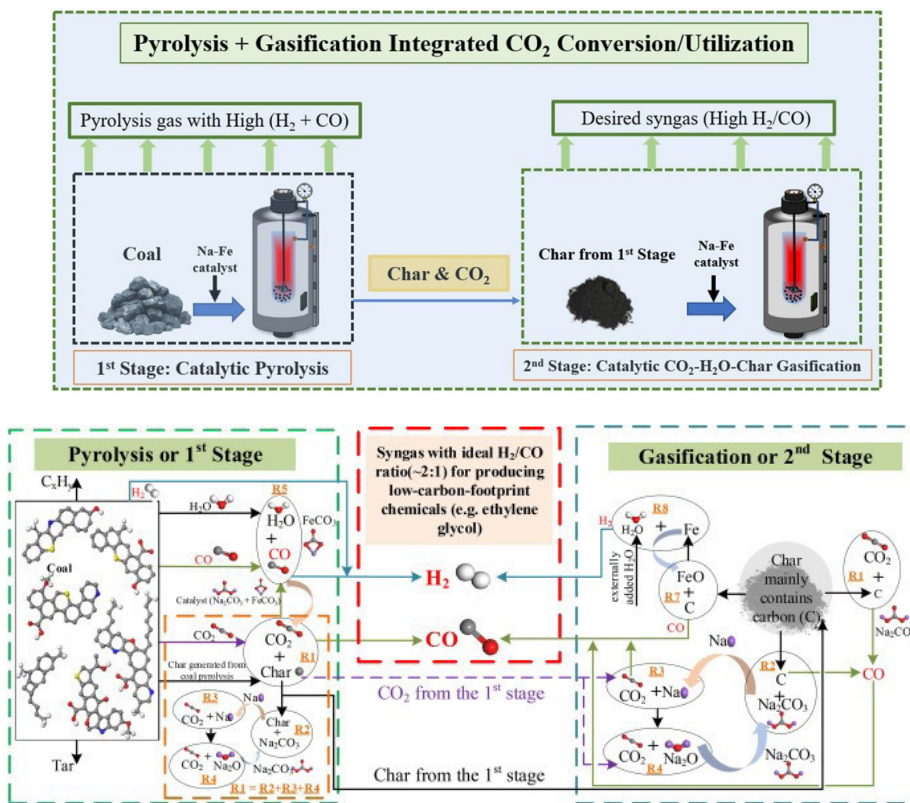 Pyrolysis + Gasification Integrated CO₂ Conversion/Utilization
Pyrolysis gas with High (H₂ + CO)
Desired syngas (High H₂/CO)
Coal
Na-Fe
catalyst
Char & CO₂
Char from 1ˢᵗ Stage
Na-Fe
catalyst
1ˢᵗ Stage: Catalytic Pyrolysis
2ⁿᵈ Stage: Catalytic CO₂-H₂O-Char Gasification
Pyrolysis or 1ˢᵗ Stage
CₓHᵧ
H₂
H₂O
R5
H₂O
+
CO
FeCO₃
CO
Coal
Catalyst (Na₂CO₃ + FeCO₃)
CO₂
CO₂
+
Char
R1
Char generated from
coal pyrolysis
R3
CO₂ + Na
Na
R2
Char
+
Na₂CO₃
CO₂ + Na₂O
R4
Na₂CO₃
R1 = R2+R3+R4
Tar
Syngas with ideal H₂/CO
ratio(~2:1) for producing
low-carbon-footprint
chemicals (e.g. ethylene
glycol)
H₂
CO
CO₂ from the 1ˢᵗ stage
Char from the 1ˢᵗ stage
Gasification or 2ⁿᵈ Stage
H₂
R8
H₂O + Fe
externally
added H₂O
FeO
+
C
R7
CO
Char
mainly
contains
carbon (C)
CO₂
+
C
R1
Na₂CO
Na
R3
CO₂ +Na
R2
C
+
Na₂CO₃
CO
CO₂ + Na₂O
R4
Na₂CO₃